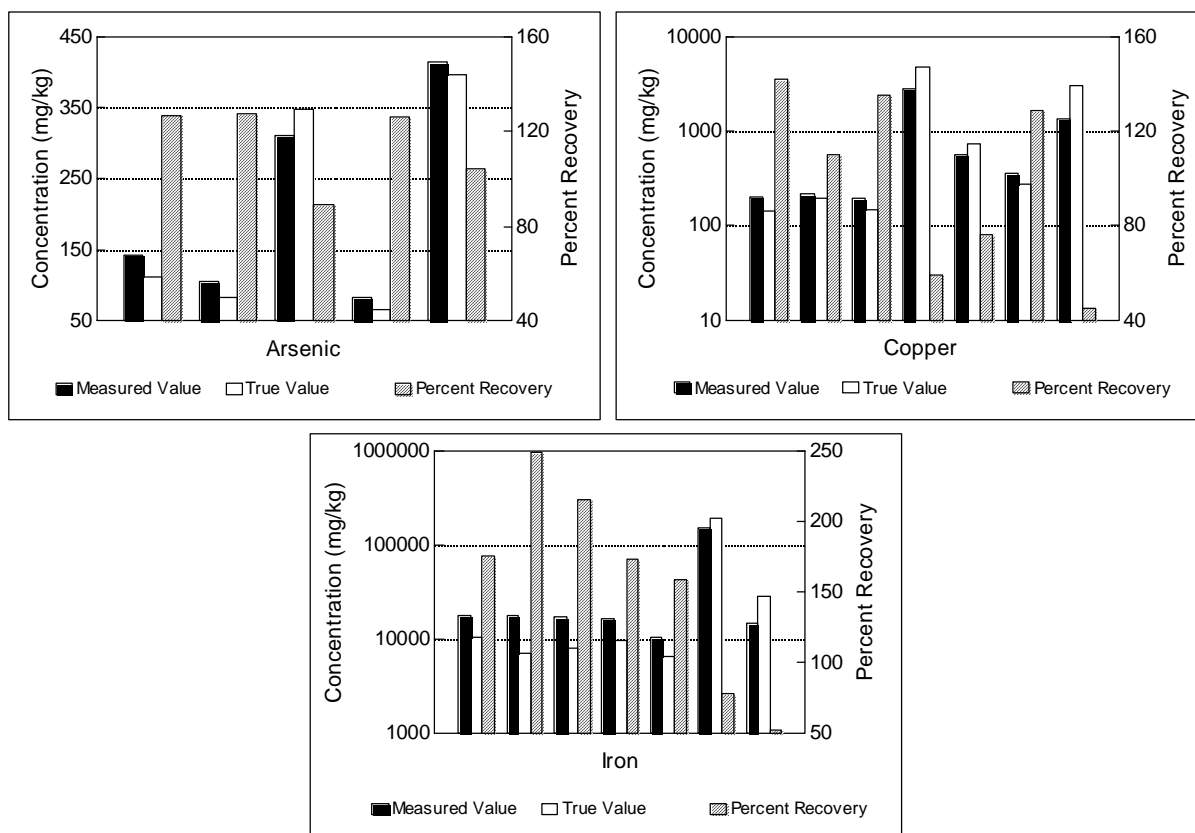 450
350
250
150
50
Concentration (mg/kg)
160
120
80
40
Percent Recovery
Arsenic
Measured Value True Value Percent Recovery
10000
1000
100
10
Concentration (mg/kg)
160
120
80
40
Percent Recovery
Copper
Measured Value True Value Percent Recovery
1000000
100000
10000
1000
Concentration (mg/kg)
250
200
150
100
50
Percent Recovery
Iron
Measured Value True Value Percent Recovery